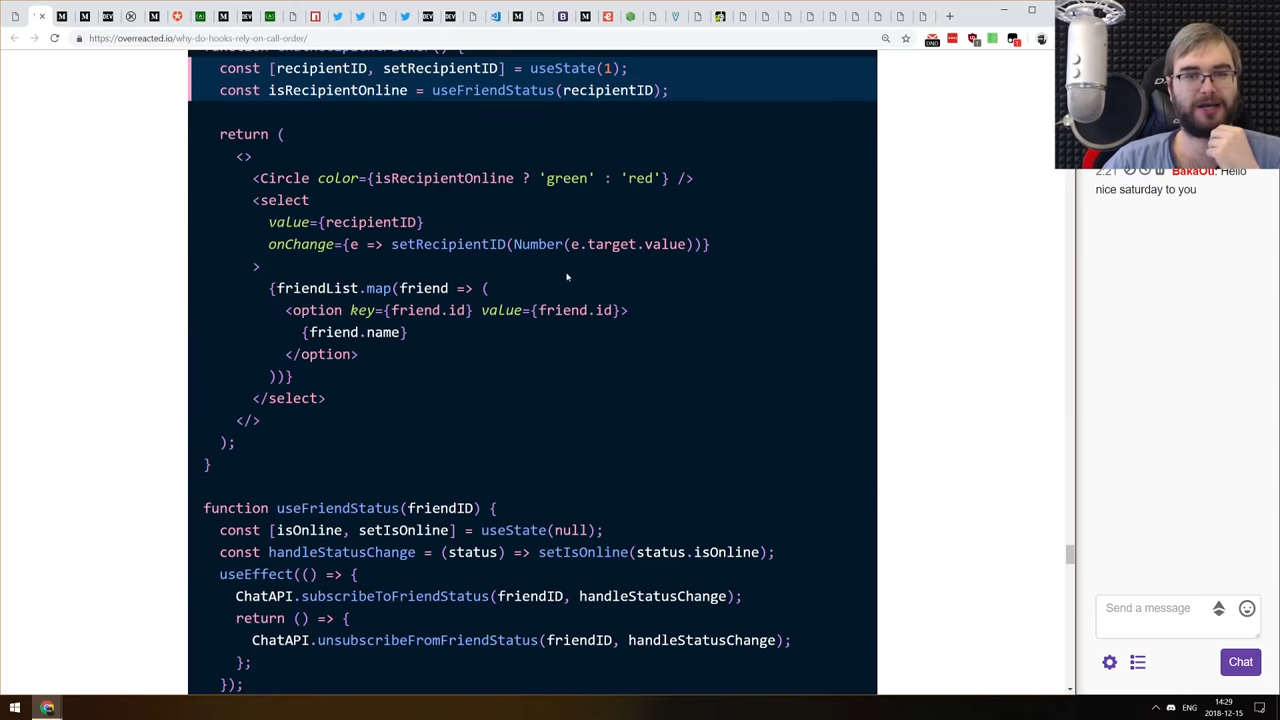 https://overreacted.io/why-do-hooks-rely-on-call-order/
const [recipientID, setRecipientID] = useState(1);
const isRecipientOnline = useFriendStatus(recipientID);
return (
<>
<Circle color={isRecipientOnline ? 'green' : 'red'} />
<select
value={recipientID}
onChange={e => setRecipientID(Number(e.target.value))}
>
{friendList.map(friend => (
<option key={friend.id} value={friend.id}>
{friend.name}
</option>
))}
</select>
</>
);
}
function useFriendStatus(friendID) {
const [isOnline, setIsOnline] = useState(null);
const handleStatusChange = (status) => setIsOnline(status.isOnline);
useEffect(() => {
ChatAPI.subscribeToFriendStatus(friendID, handleStatusChange);
return () => {
ChatAPI.unsubscribeFromFriendStatus(friendID, handleStatusChange);
};
});
2:21 BakaOu: Hello
nice saturday to you
Send a message
Chat
ENG
14:29
2018-12-15